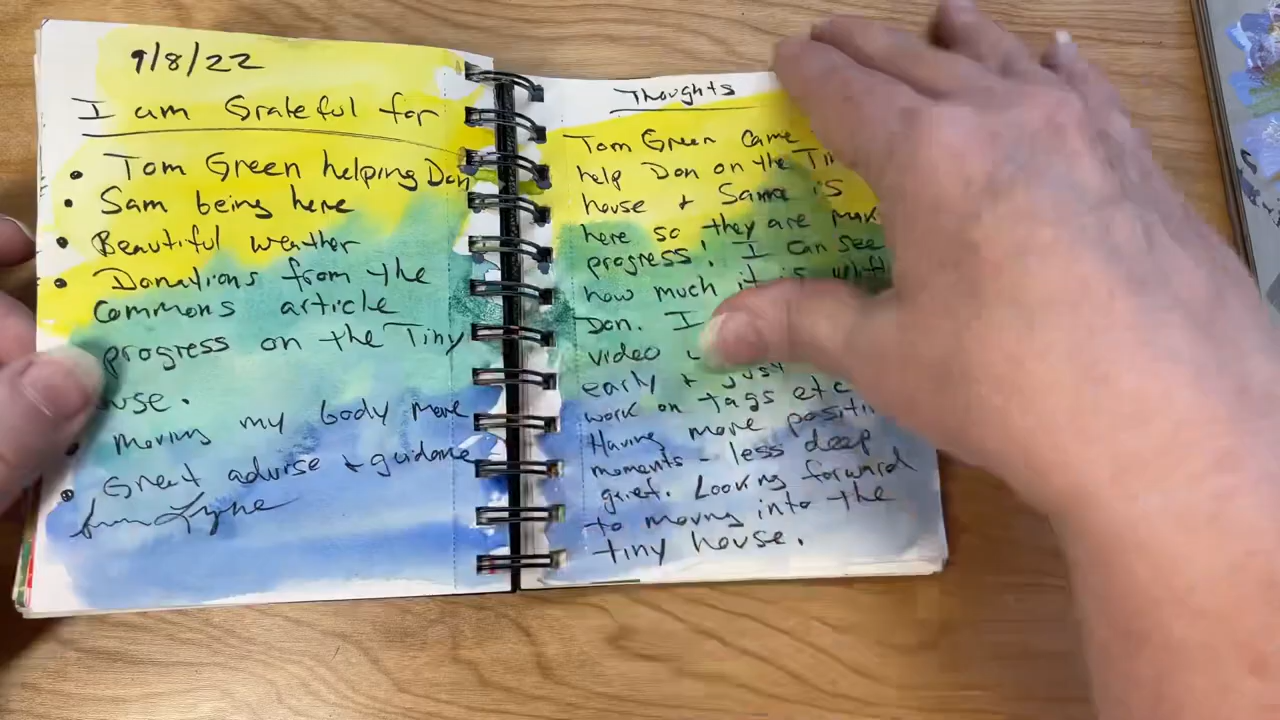 9/8/22
I am Grateful for
• Tom Green helping Don
• Sam being here
• Beautiful weather
• Donations from the
Commons article
progress on the Tiny
use.
• moving my body more
• Great advise + guidance
from Lyne
Thoughts
Tom Green came
help Don on the Tin
house + Samme is
here so they are mak
progress! I can see
how much it is uplift
Don. I
video
early + just
work on tags etc
Having more positi
moments - less deep
grief. Looking forward
to moving into the
tiny house.